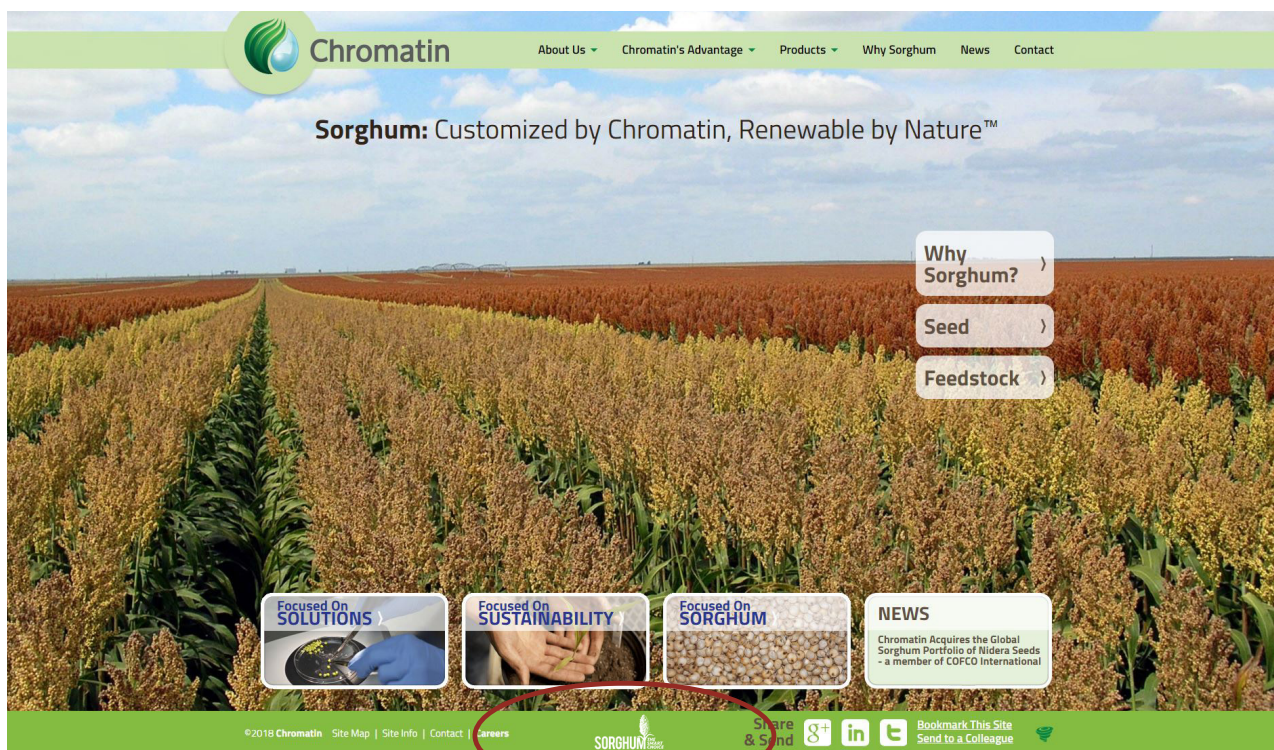 Chromatin
About Us
Chromatin's Advantage
Products
Why Sorghum
News
Contact
Sorghum: Customized by Chromatin, Renewable by Nature™
Why
Sorghum?
Seed
Feedstock
Focused On
SOLUTIONS
Focused On
SUSTAINABILITY
Focused On
SORGHUM
NEWS
Chromatin Acquires the Global
Sorghum Portfolio of Nidera Seeds
- a member of COFCO International
©2018 Chromatin Site Map | Site Info | Contact | Careers
SORGHUM
Share
& Send
g+
in
t
Bookmark This Site
Send to a Colleague